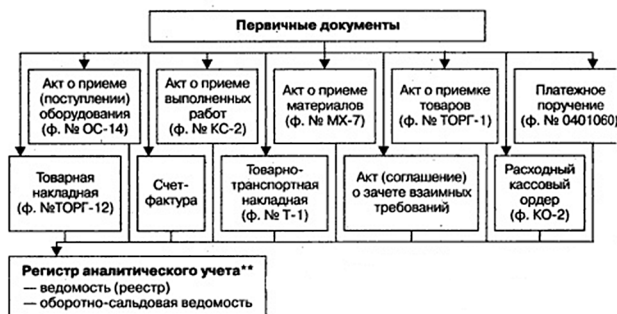 Первичные документы
Акт о приеме
(поступлении)
оборудования
(ф. № ОС-14)
Акт о приеме
выполненных
работ
(ф. № КС-2)
Акт о приеме
материалов
(ф. № МХ-7)
Акт о приемке
товаров
(ф. № ТОРГ-1)
Платежное
поручение
(ф. № 0401060)
Товарная
накладная
(ф. №ТОРГ-12)
Счет-
фактура
Товарно-
транспортная
накладная
(ф. № Т-1)
Акт (соглашение)
о зачете взаимных
требований)
Расходный
кассовый
ордер
(ф. КО-2)
Регистр аналитического учета**
— ведомость (реестр)
— оборотно-сальдовая ведомость